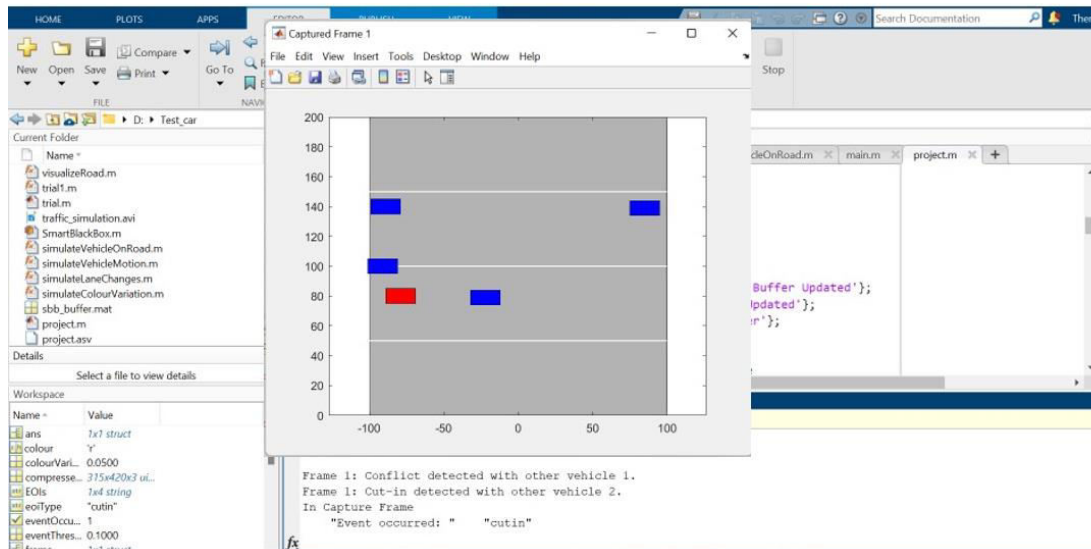 HOME PLOTS APPS
Search Documentation
New Open Save Compare Print Go To Stop
FILE
Captured Frame 1
File Edit View Insert Tools Desktop Window Help
D: Test_car
Current Folder
Name
visualizeRoad.m
trial1.m
trial.m
traffic_simulation.avi
SmartBlackBox.m
simulateVehicleOnRoad.m
simulateVehicleMotion.m
simulateLaneChanges.m
simulateColourVariation.m
sbb_buffer.mat
project.m
project.asv
Details
Select a file to view details
Workspace
Name Value
ans 1x1 struct
colour 'r'
colourVari... 0.0500
compresse... 315x420x3 ui...
EOIs 1x4 string
eoiType "cutin"
eventOccu... 1
eventThres... 0.1000
200
180
160
140
120
100
80
60
40
20
0
-100 -50 0 50 100
cleOnRoad.m main.m project.m
Buffer Updated'};
pdated'};
r'};
Frame 1: Conflict detected with other vehicle 1.
Frame 1: Cut-in detected with other vehicle 2.
In Capture Frame
"Event occurred: " "cutin"
fx